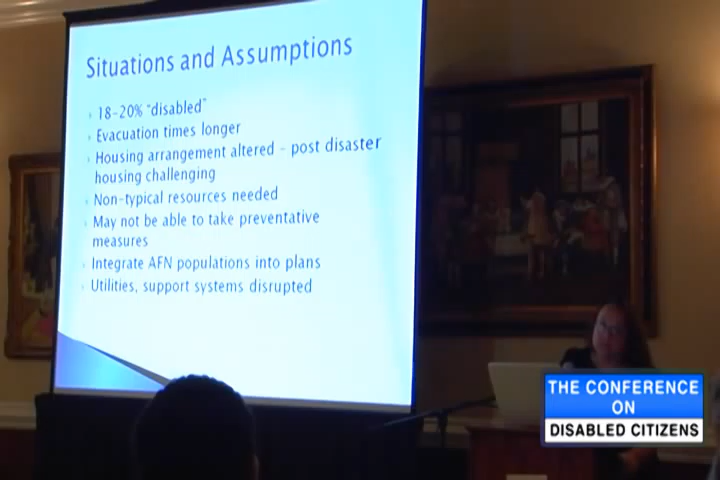 Situations and Assumptions
18-20% "disabled"
Evacuation times longer
Housing arrangement altered - post disaster
housing challenging
Non-typical resources needed
May not be able to take preventative
measures
Integrate AFN populations into plans
Utilities, support systems disrupted
THE CONFERENCE
ON
DISABLED CITIZENS